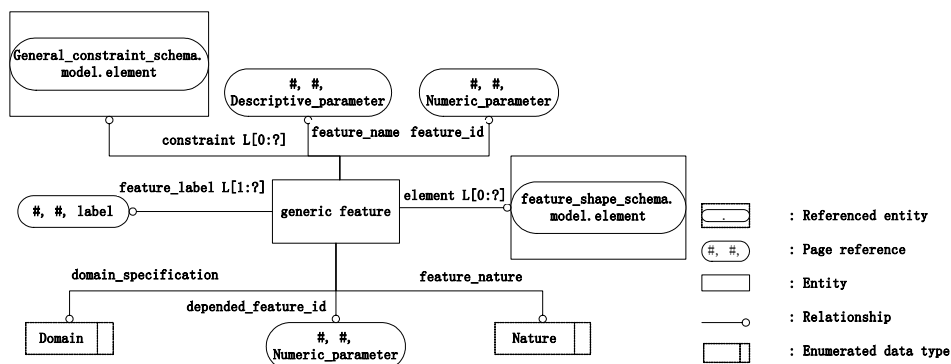 General_constraint_schema.
model.element
#, #,
Descriptive_parameter
#, #,
Numeric_parameter
constraint L[0:?]
feature_name
feature_id
feature_label L[1:?]
#, #, label
generic feature
element L[0:?]
feature_shape_schema.
model.element
domain_specification
feature_nature
depended_feature_id
Domain
#, #,
Numeric_parameter
Nature
: Referenced entity
#, #,
: Page reference
: Entity
: Relationship
: Enumerated data type